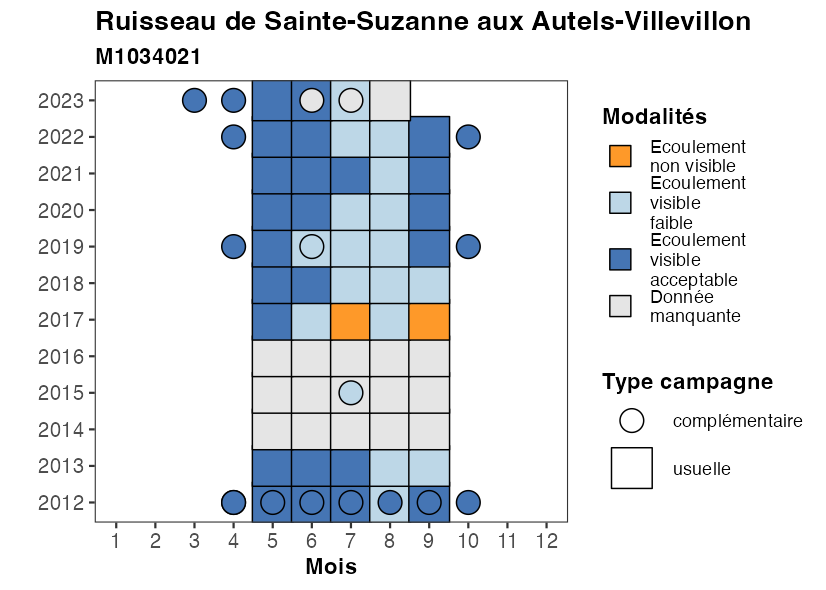 Ruisseau de Sainte-Suzanne aux Autels-Villevillon
M1034021
2023
2022
2021
2020
2019
2018
2017
2016
2015
2014
2013
2012
1 2 3 4 5 6 7 8 9 10 11 12
Mois
Modalités
Ecoulement
non visible
Ecoulement
visible
faible
Ecoulement
visible
acceptable
Donnée
manquante
Type campagne
complémentaire
usuelle